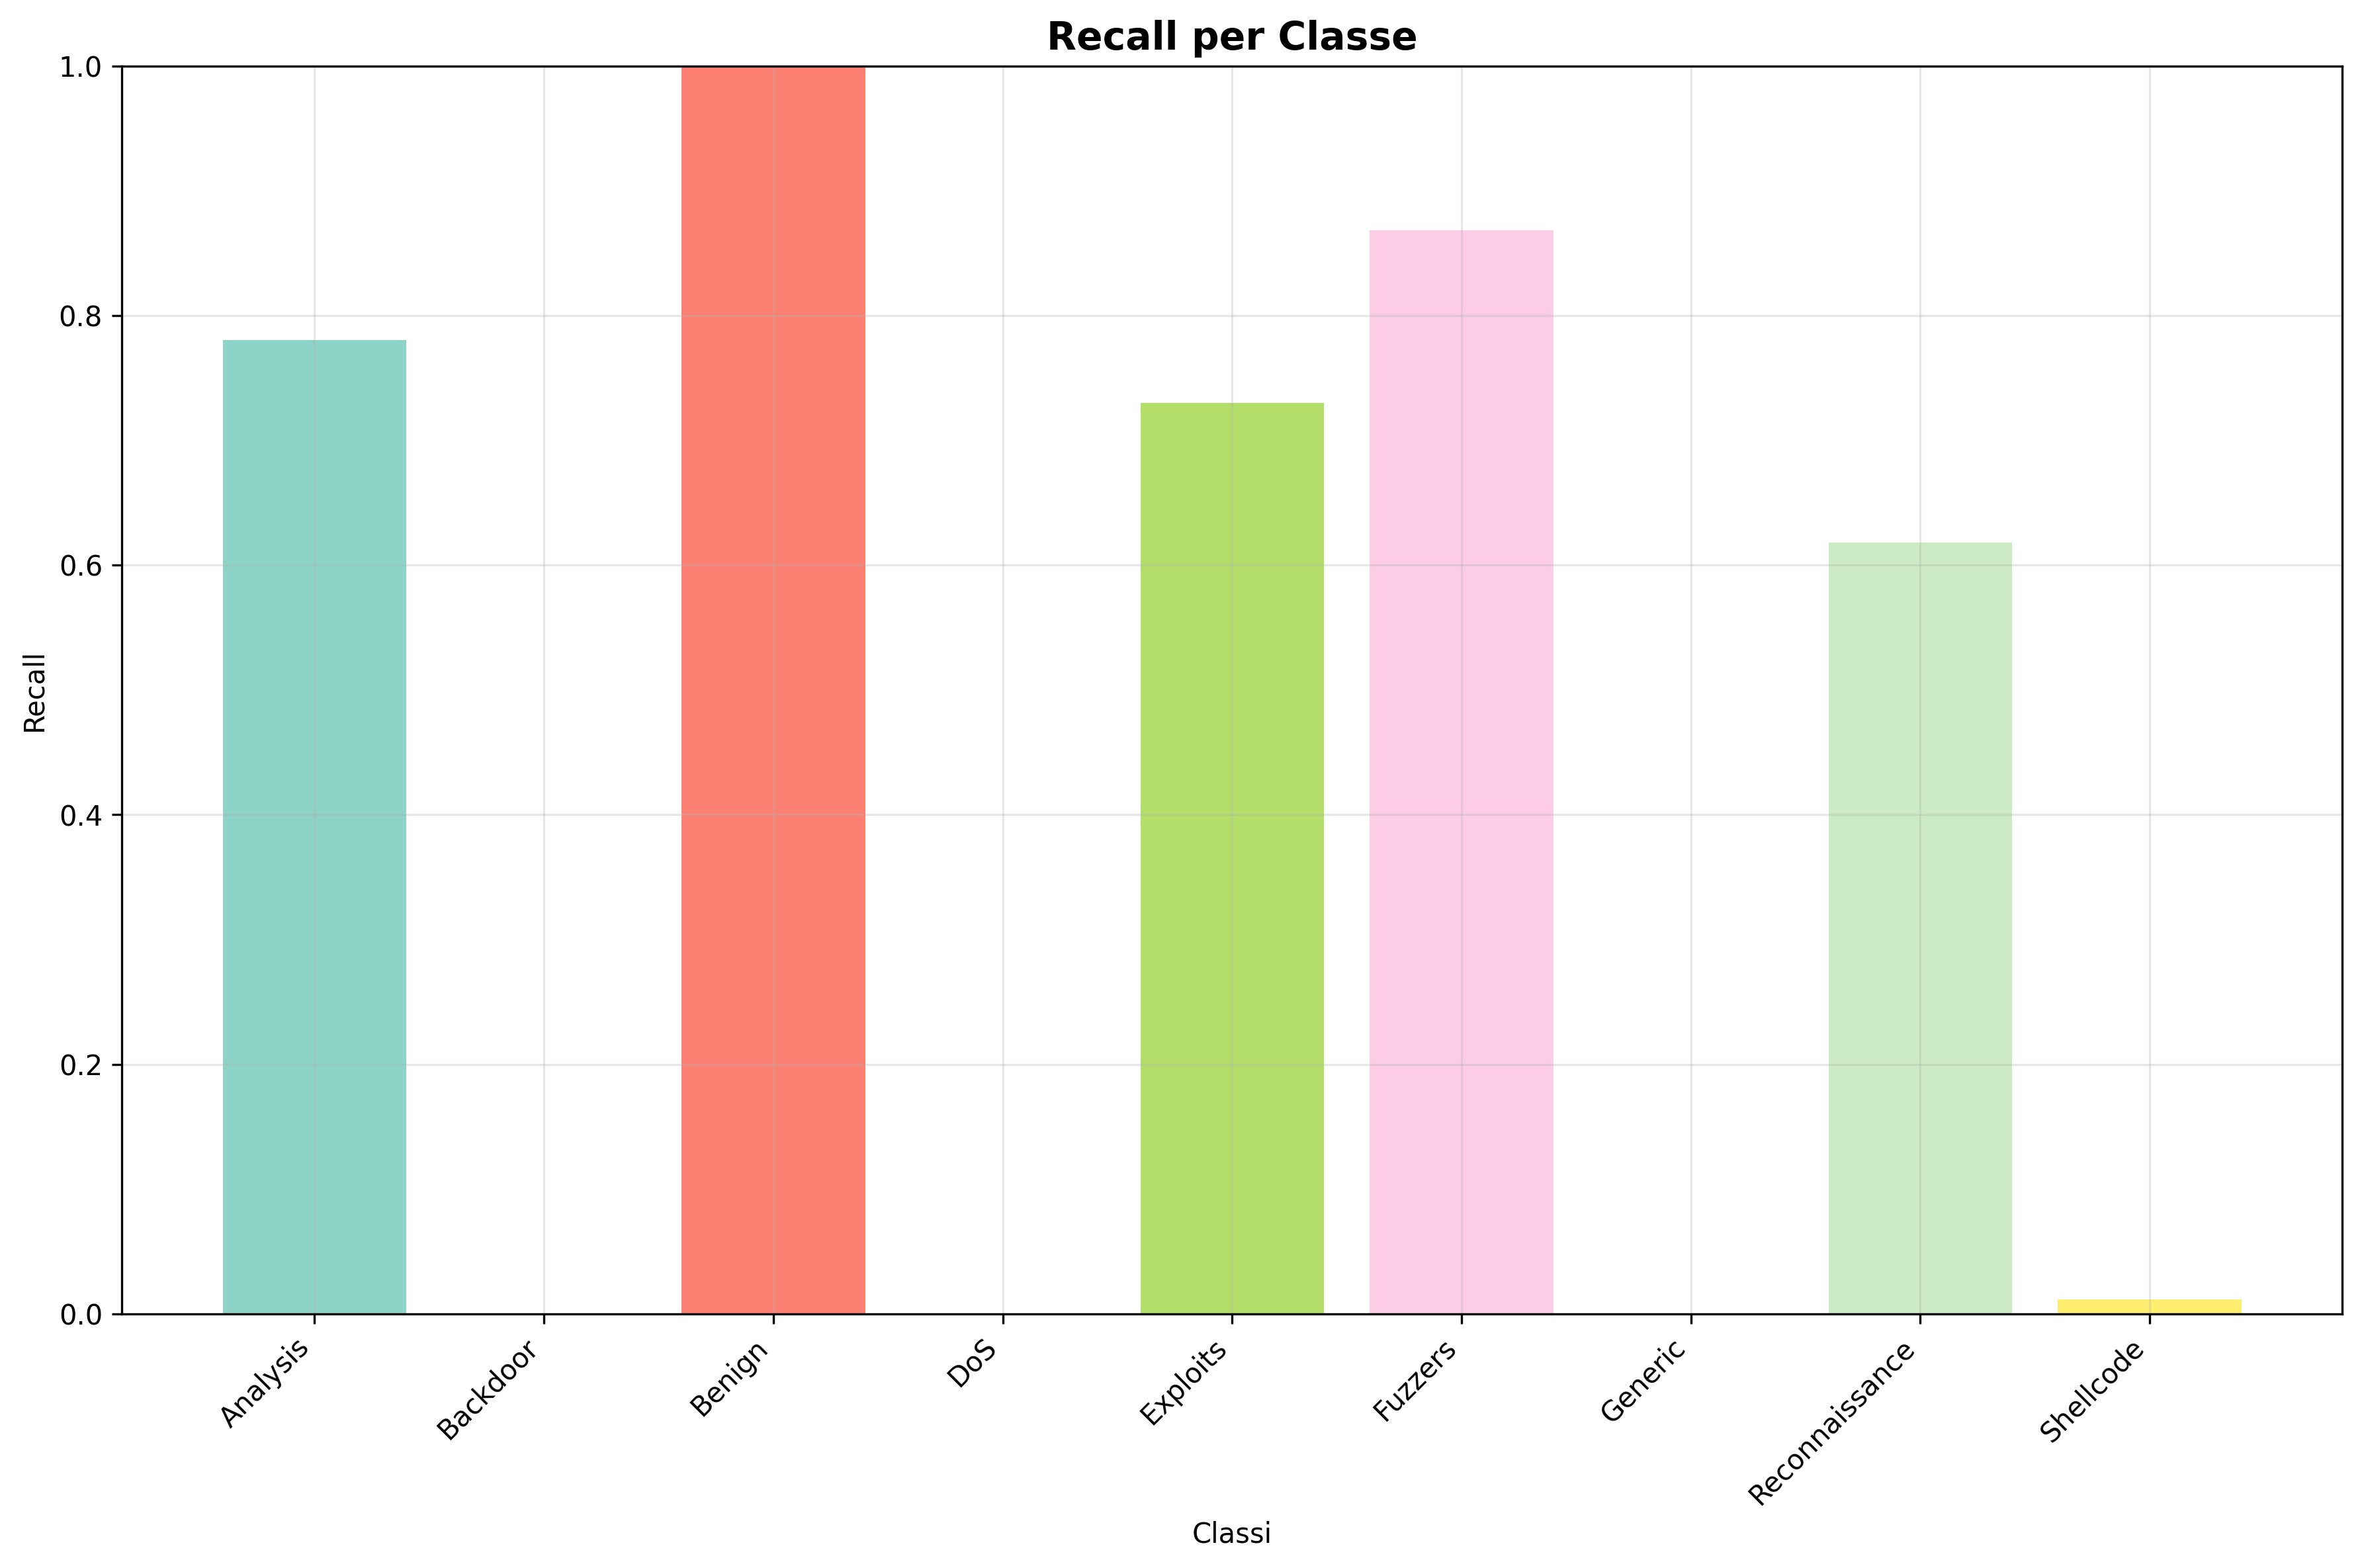 Recall per Classe
1.0
0.8
0.6
0.4
0.2
0.0
Recall
Analysis
Backdoor
Benign
DoS
Exploits
Fuzzers
Generic
Reconnaissance
Shellcode
Classi